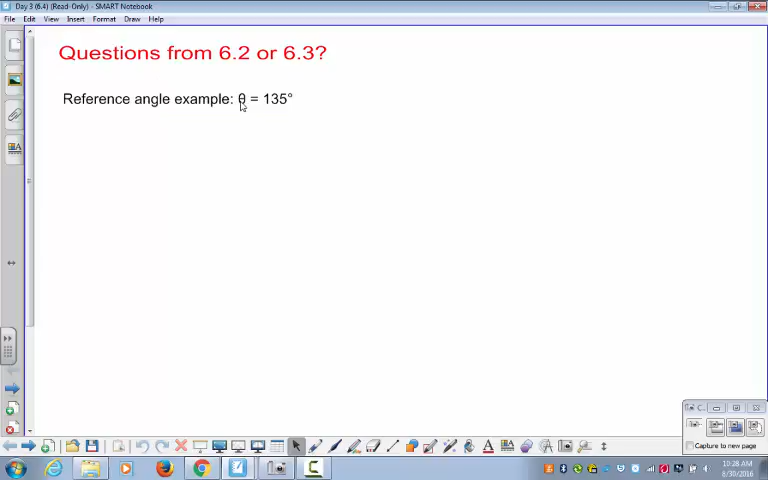 Day 3 (6.4) (Read-Only) - SMART Notebook
File Edit View Insert Format Draw Help
Questions from 6.2 or 6.3?
Reference angle example: θ = 135°
C..
Capture to new page
10:28 AM
8/30/2016